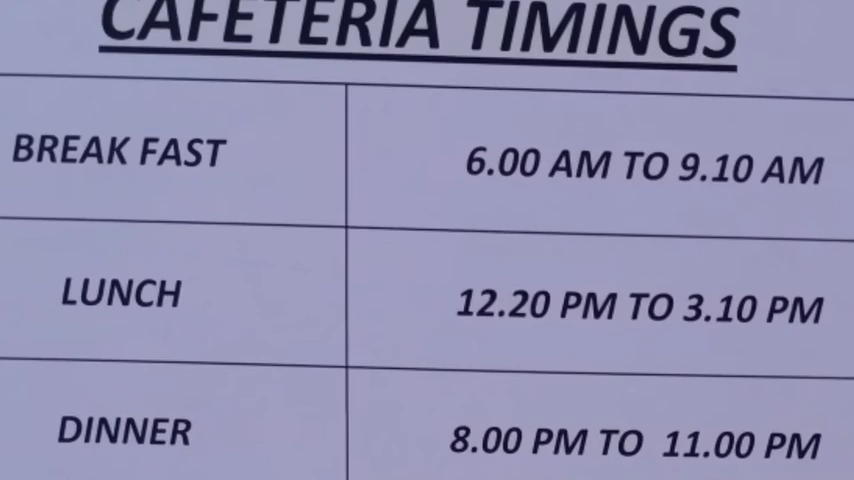 CAFETERIA TIMINGS
BREAK FAST 6.00 AM TO 9.10 AM
LUNCH 12.20 PM TO 3.10 PM
DINNER 8.00 PM TO 11.00 PM